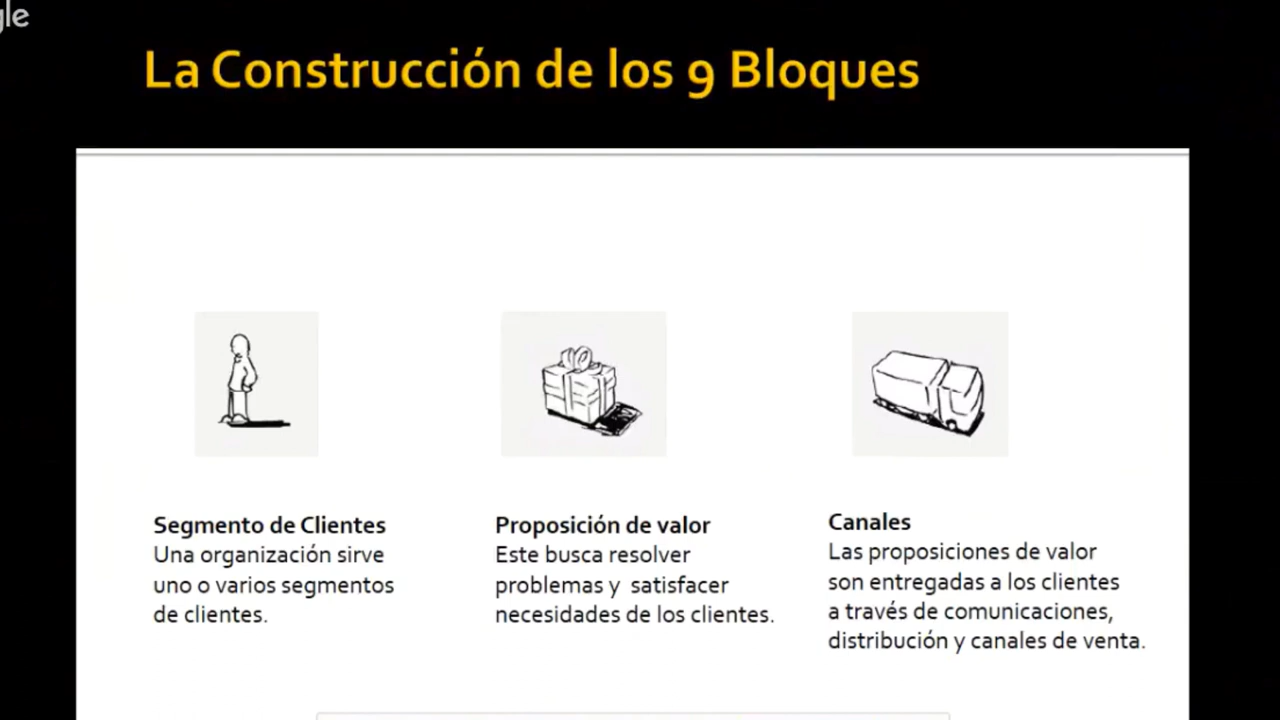 gle
La Construcción de los 9 Bloques
Segmento de Clientes
Una organización sirve
uno o varios segmentos
de clientes.
Proposición de valor
Este busca resolver
problemas y satisfacer
necesidades de los clientes.
Canales
Las proposiciones de valor
son entregadas a los clientes
a través de comunicaciones,
distribución y canales de venta.